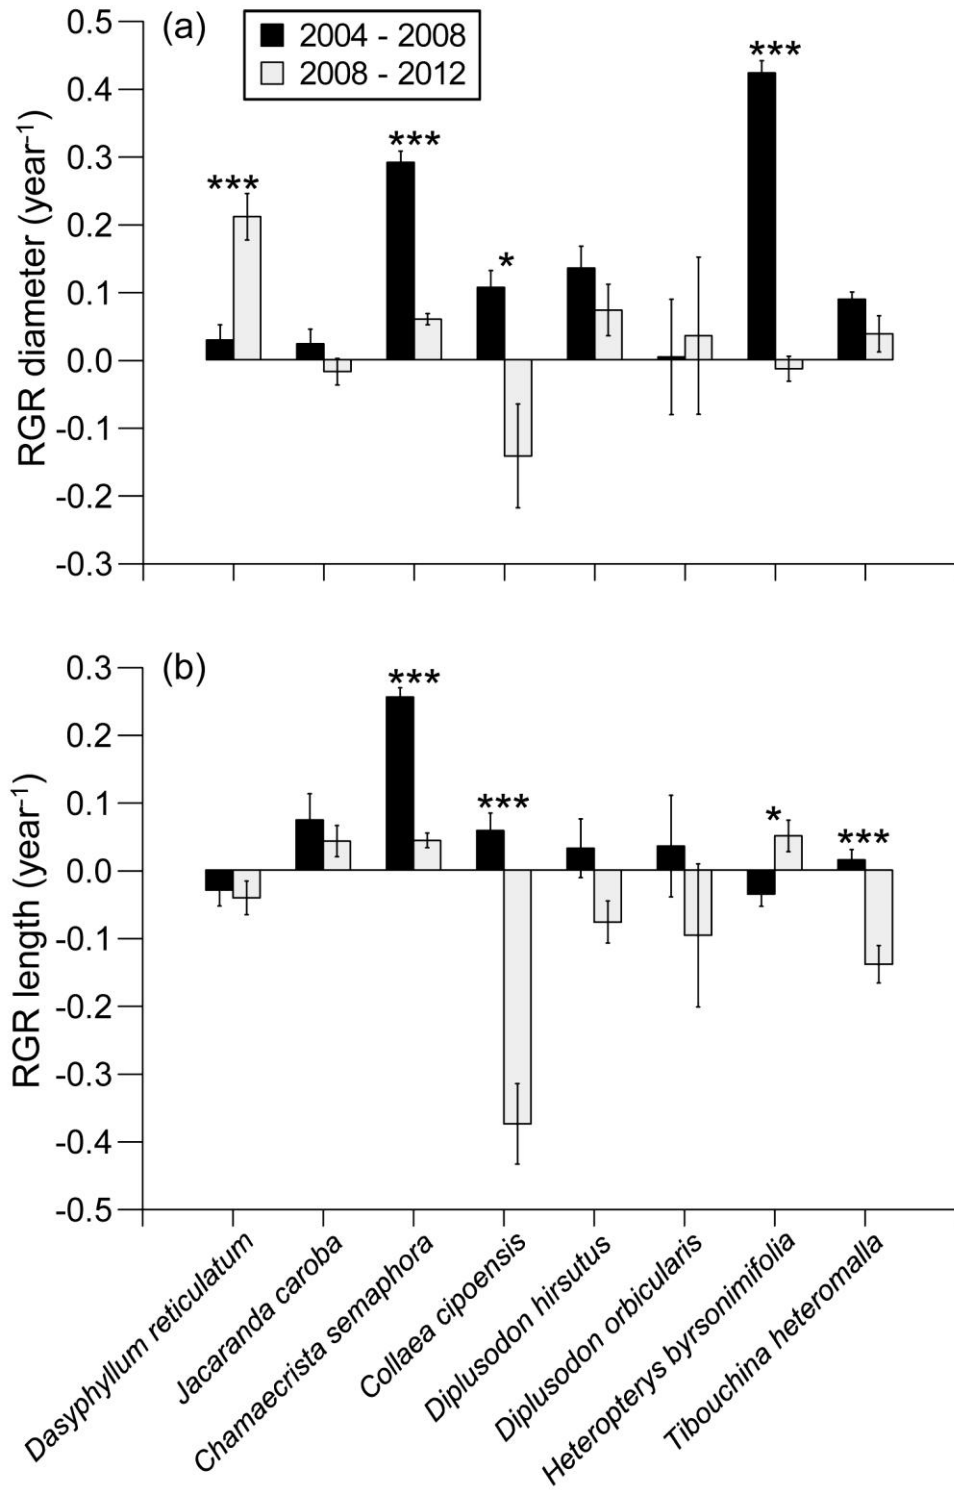 (a)
2004 - 2008
2008 - 2012
RGR diameter (year-1)
0.5
0.4
0.3
0.2
0.1
0.0
-0.1
-0.2
-0.3
***
***
*
***
(b)
RGR length (year-1)
0.3
0.2
0.1
0.0
-0.1
-0.2
-0.3
-0.4
-0.5
***
***
*
***
Dasyphyllum reticulatum
Jacaranda caroba
Chamaecrista semaphora
Collaea cipoensis
Diplusodon hirsutus
Diplusodon orbicularis
Heteropterys byrsonimifolia
Tibouchina heteromalla